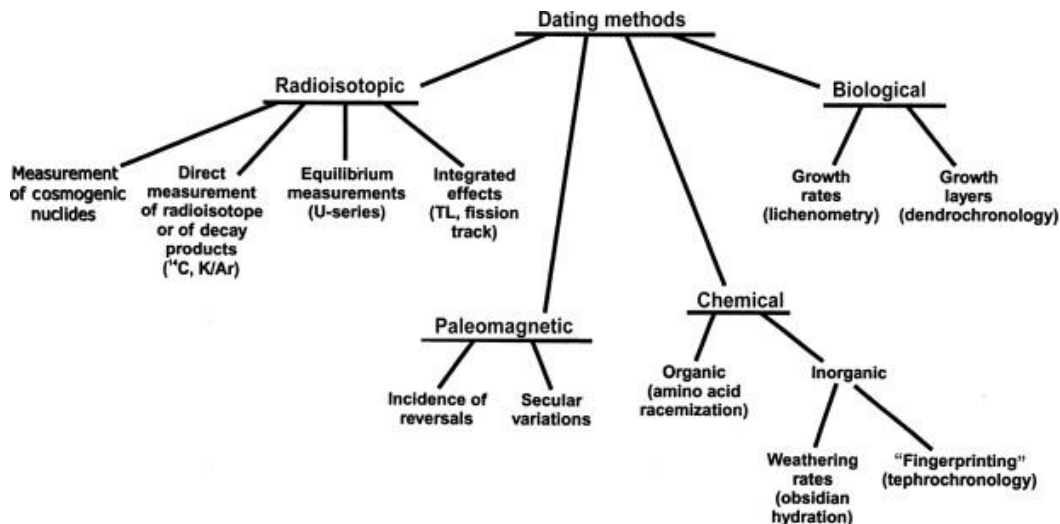 Dating methods
Radioisotopic
Biological
Measurement
of cosmogenic
nuclides
Direct
measurement
of radioisotope
or of decay
products
(¹⁴C, K/Ar)
Equilibrium
measurements
(U-series)
Integrated
effects
(TL, fission
track)
Growth
rates
(lichenometry)
Growth
layers
(dendrochronology)
Paleomagnetic
Incidence of
reversals
Secular
variations
Chemical
Organic
(amino acid
racemization)
Inorganic
Weathering
rates
(obsidian
hydration)
“Fingerprinting”
(tephrochronology)